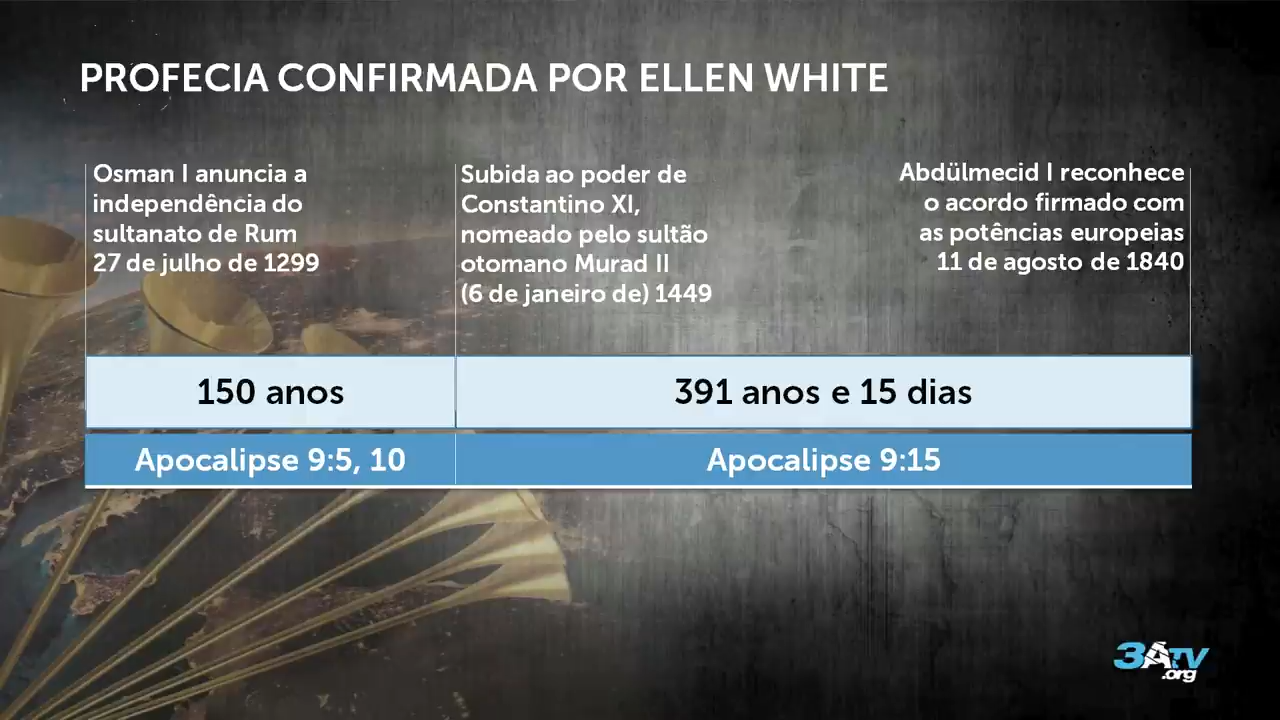 PROFECIA CONFIRMADA POR ELLEN WHITE
Osman I anuncia a
independência do
sultanato de Rum
27 de julho de 1299
Subida ao poder de
Constantino XI,
nomeado pelo sultão
otomano Murad II
(6 de janeiro de) 1449
Abdülmecid I reconhece
o acordo firmado com
as potências europeias
11 de agosto de 1840
150 anos
391 anos e 15 dias
Apocalipse 9:5, 10
Apocalipse 9:15
3ATV
.org